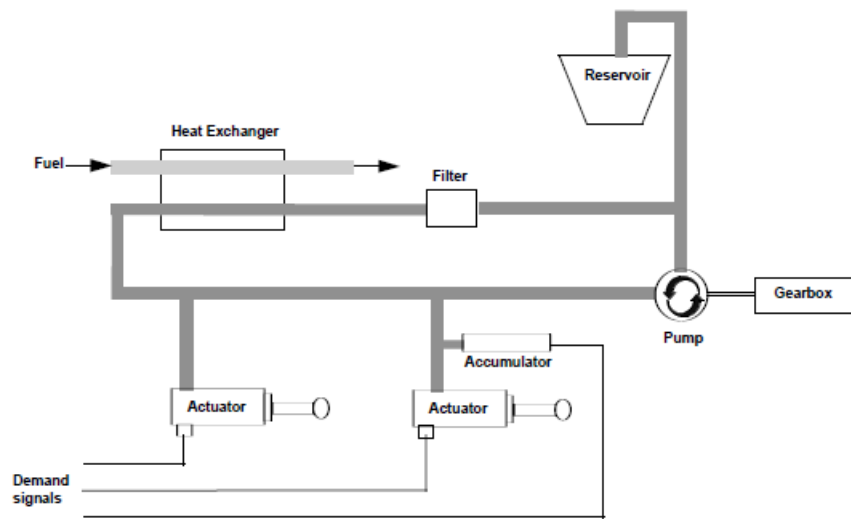 Reservoir
Heat Exchanger
Fuel
Filter
Gearbox
Pump
Accumulator
Actuator
Actuator
Demand
signals